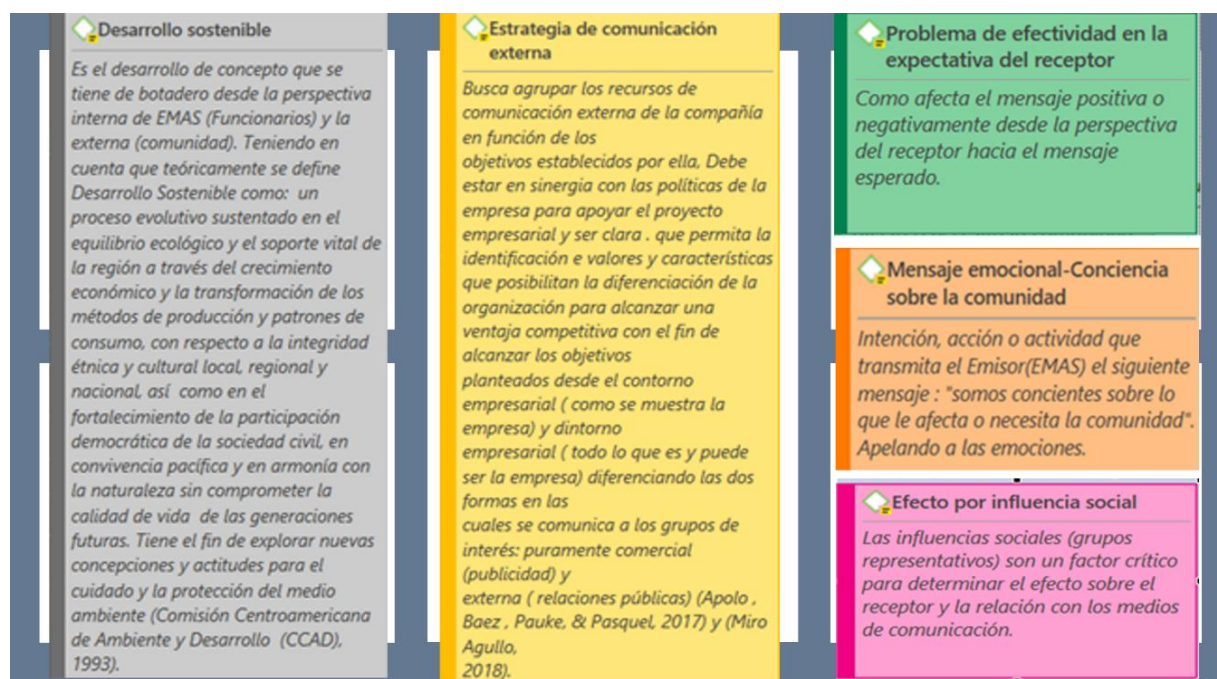 Desarrollo sostenible
Es el desarrollo de concepto que se
tiene de botadero desde la perspectiva
interna de EMAS (Funcionarios) y la
externa (comunidad). Teniendo en
cuenta que teóricamente se define
Desarrollo Sostenible como: un
proceso evolutivo sustentado en el
equilibrio ecológico y el soporte vital de
la región a través del crecimiento
económico y la transformación de los
métodos de producción y patrones de
consumo, con respecto a la integridad
étnica y cultural local, regional y
nacional, así como en el
fortalecimiento de la participación
democrática de la sociedad civil, en
convivencia pacífica y en armonía con
la naturaleza sin comprometer la
calidad de vida de las generaciones
futuras. Tiene el fin de explorar nuevas
concepciones y actitudes para el
cuidado y la protección del medio
ambiente (Comisión Centroamericana
de Ambiente y Desarrollo (CCAD),
1993).
Estrategia de comunicación
externa
Busca agrupar los recursos de
comunicación externa de la compañía
en función de los
objetivos establecidos por ella, Debe
estar en sinergia con las políticas de la
empresa para apoyar el proyecto
empresarial y ser clara . que permita la
identificación e valores y características
que posibilitan la diferenciación de la
organización para alcanzar una
ventaja competitiva con el fin de
alcanzar los objetivos
planteados desde el contorno
empresarial ( como se muestra la
empresa) y dintorno
empresarial ( todo lo que es y puede
ser la empresa) diferenciando las dos
formas en las
cuales se comunica a los grupos de
interés: puramente comercial
(publicidad) y
externa ( relaciones públicas) (Apolo ,
Baez , Pauke, & Pasquel, 2017) y (Miro
Agullo,
2018).
Problema de efectividad en la
expectativa del receptor
Como afecta el mensaje positiva o
negativamente desde la perspectiva
del receptor hacia el mensaje
esperado.
Mensaje emocional-Conciencia
sobre la comunidad
Intención, acción o actividad que
transmita el Emisor(EMAS) el siguiente
mensaje : "somos concientes sobre lo
que le afecta o necesita la comunidad".
Apelando a las emociones.
Efecto por influencia social
Las influencias sociales (grupos
representativos) son un factor crítico
para determinar el efecto sobre el
receptor y la relación con los medios
de comunicación.